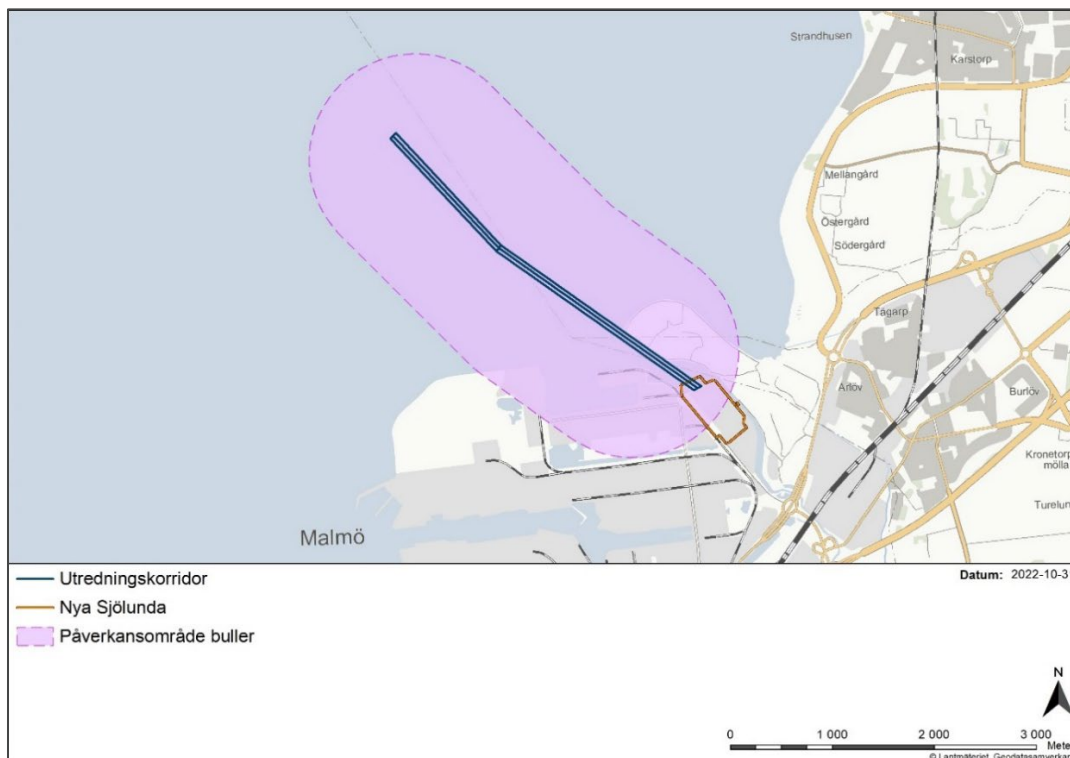 Strandhusen
Karstorp
Mellangård
Östergård
Södergård
Tågarp
Arlöv
Burlöv
Kronetorp
mölla
Turelun
Malmö
Utredningskorridor
Datum: 2022-10-3
Nya Sjölunda
Påverkansområde buller
N
0 1 000 2 000 3 000
Mete
© Lantmäteriet, Geodatasamverkan